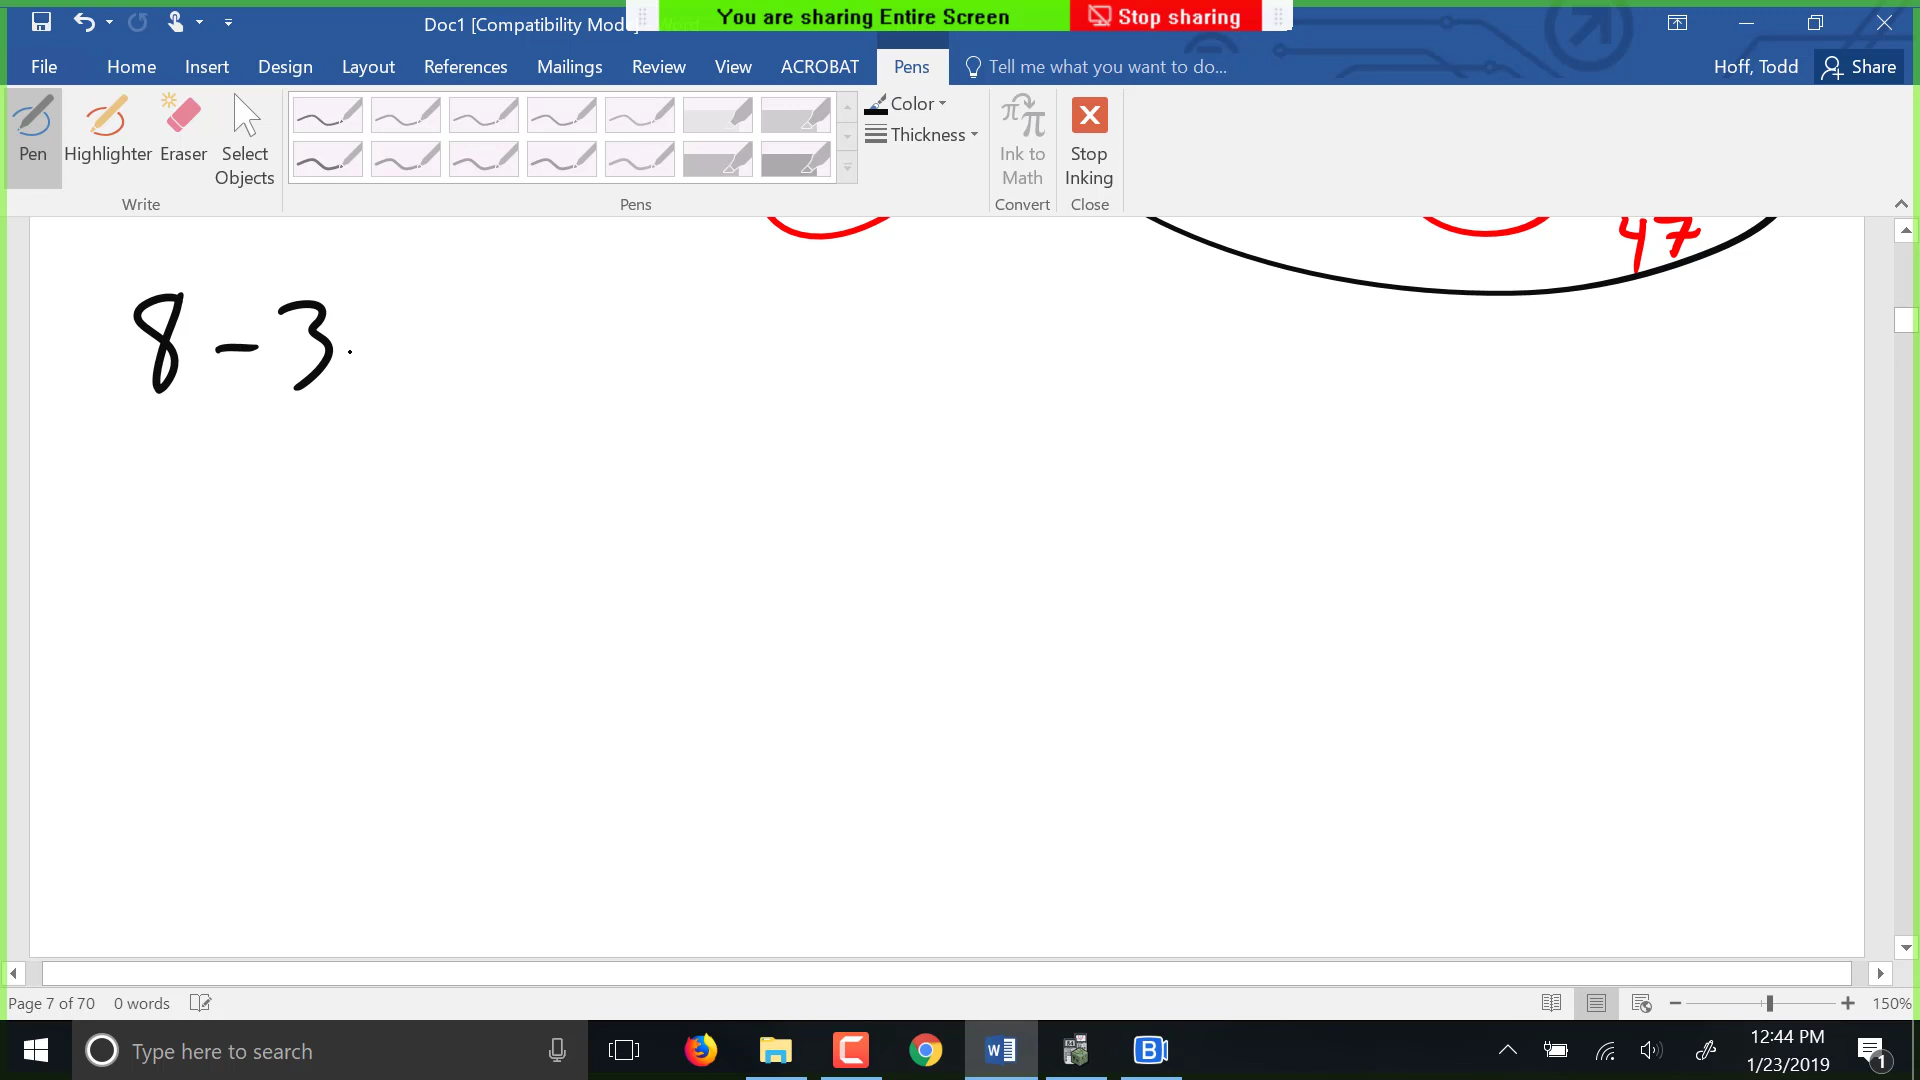 Doc1 [Compatibility Mod
You are sharing Entire Screen
Stop sharing
File Home Insert Design Layout References Mailings Review View ACROBAT Pens Tell me what you want to do... Hoff, Todd Share
Pen Highlighter Eraser Select Objects
Color
Thickness
Ink to Math
Stop Inking
Write Pens Convert Close
47
8-3
Page 7 of 70 0 words 150%
Type here to search
12:44 PM
1/23/2019
1